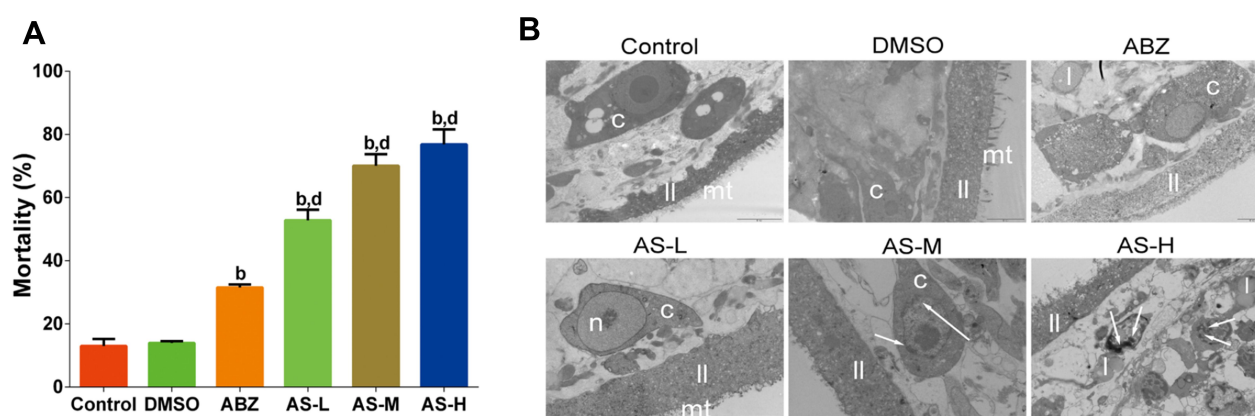 A
Mortality (%)
100
80
60
40
20
0
b
b,d
b,d
b,d
Control DMSO ABZ AS-L AS-M AS-H
B
Control DMSO ABZ
c
ll
mt
c
ll
mt
l
c
ll
AS-L AS-M AS-H
n
c
ll
mt
c
ll
ll
l
l